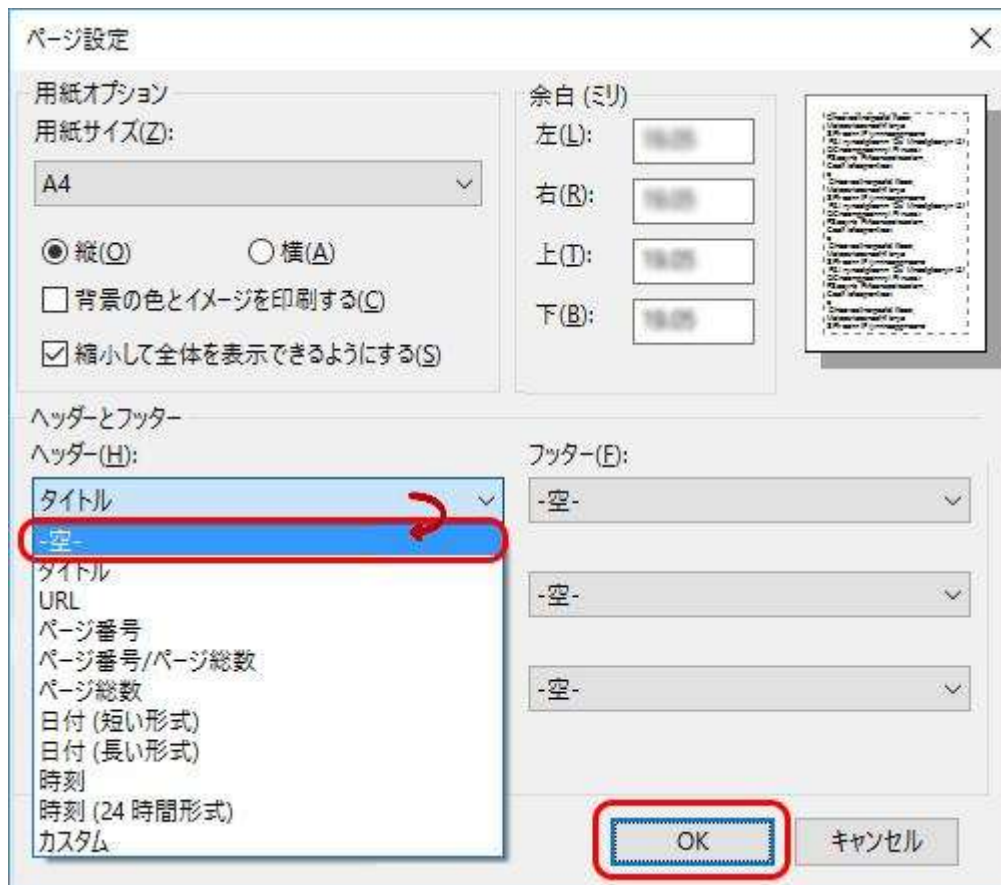 ページ設定
用紙オプション
用紙サイズ(Z):
A4
縦(O)
横(A)
背景の色とイメージを印刷する(C)
縮小して全体を表示できるようにする(S)
余白 (ミリ)
左(L):
右(R):
上(T):
下(B):
ヘッダーとフッター
ヘッダー(H):
タイトル
-空-
タイトル
URL
ページ番号
ページ番号/ページ総数
ページ総数
日付 (短い形式)
日付 (長い形式)
時刻
時刻 (24 時間形式)
カスタム
フッター(F):
-空-
-空-
-空-
OK
キャンセル